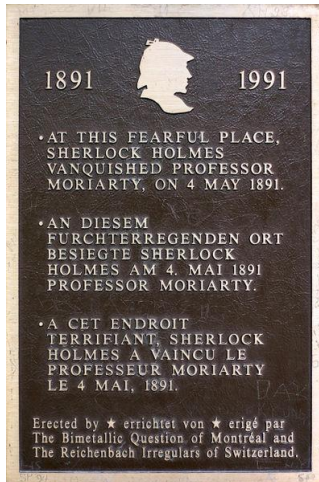 1891 1991
• AT THIS FEARFUL PLACE,
SHERLOCK HOLMES
VANQUISHED PROFESSOR
MORIARTY, ON 4 MAY 1891.
• AN DIESEM
FURCHTERREGENDEN ORT
BESIEGTE SHERLOCK
HOLMES AM 4. MAI 1891
PROFESSOR MORIARTY.
• A CET ENDROIT
TERRIFIANT, SHERLOCK
HOLMES A VAINCU LE
PROFESSEUR MORIARTY
LE 4 MAI, 1891.
Erected by ★ errichtet von ★ erigé par
The Bimetallic Question of Montréal and
The Reichenbach Irregulars of Switzerland.